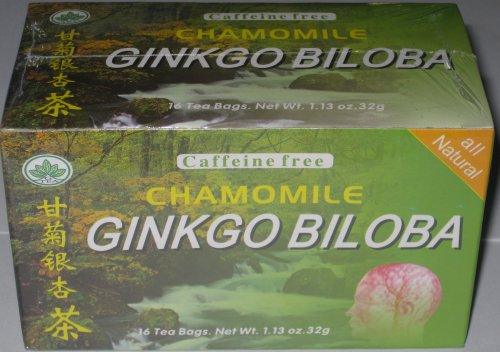 Caffeine free
CHAMOMILE
GINKGO BILOBA
16 Tea Bags. Net Wt. 1.13 oz.32g
甘菊银杏茶
Caffeine free
all Natural
CHAMOMILE
GINKGO BILOBA
16 Tea Bags. Net Wt. 1.13 oz. 32g
甘菊银杏茶